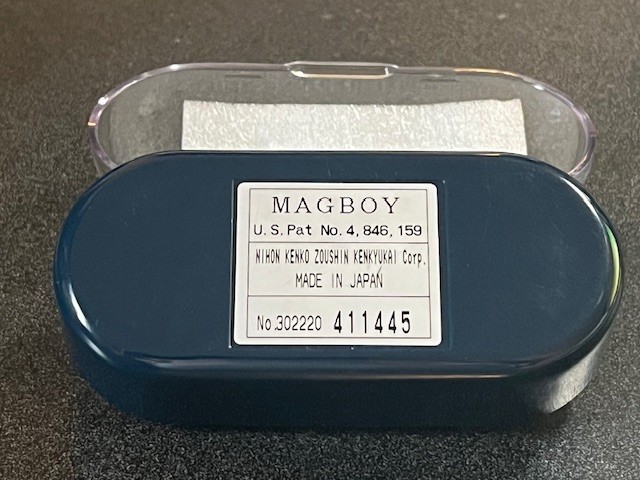 MAGBOY
U.S.Pat No.4,846,159
NIHON KENKO ZOUSHIN KENKYUKAI Corp.
MADE IN JAPAN
No.302220 411445